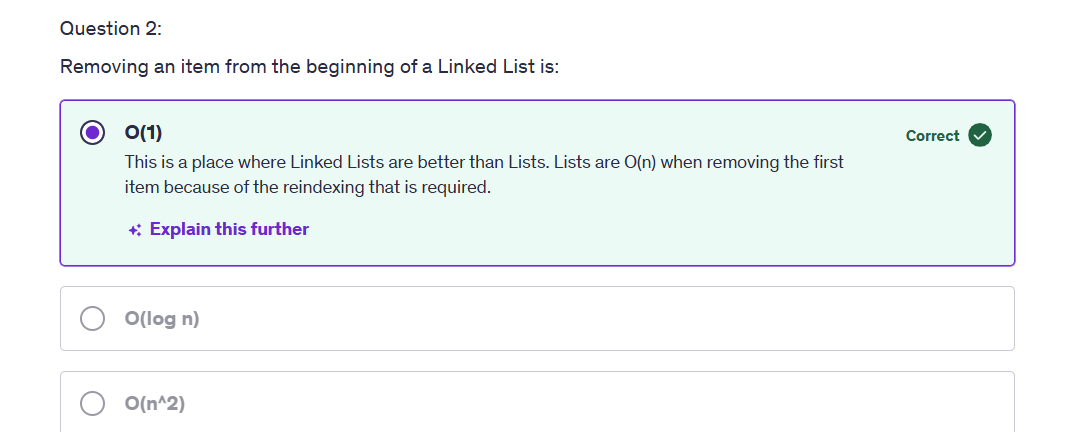 Question 2:
Removing an item from the beginning of a Linked List is:
O(1)
Correct
This is a place where Linked Lists are better than Lists. Lists are O(n) when removing the first
item because of the reindexing that is required.
Explain this further
O(log n)
O(n^2)